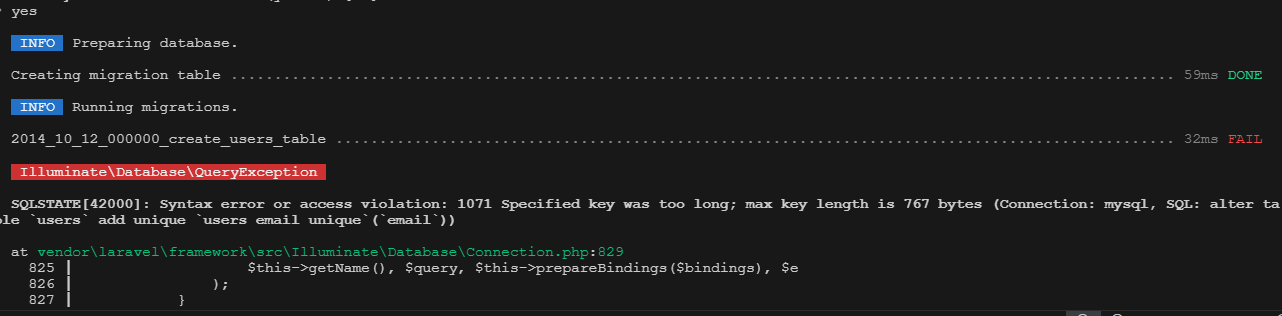 yes
INFO Preparing database.
Creating migration table ........................................................................................................... 59ms DONE
INFO Running migrations.
2014_10_12_000000_create_users_table ............................................................................................... 32ms FAIL
Illuminate\Database\QueryException
SQLSTATE[42000]: Syntax error or access violation: 1071 Specified key was too long; max key length is 767 bytes (Connection: mysql, SQL: alter ta
ble `users` add unique `users_email_unique`(`email`))
at vendor\laravel\framework\src\Illuminate\Database\Connection.php:829
825 | $this->getName(), $query, $this->prepareBindings($bindings), $e
826 | );
827 | }